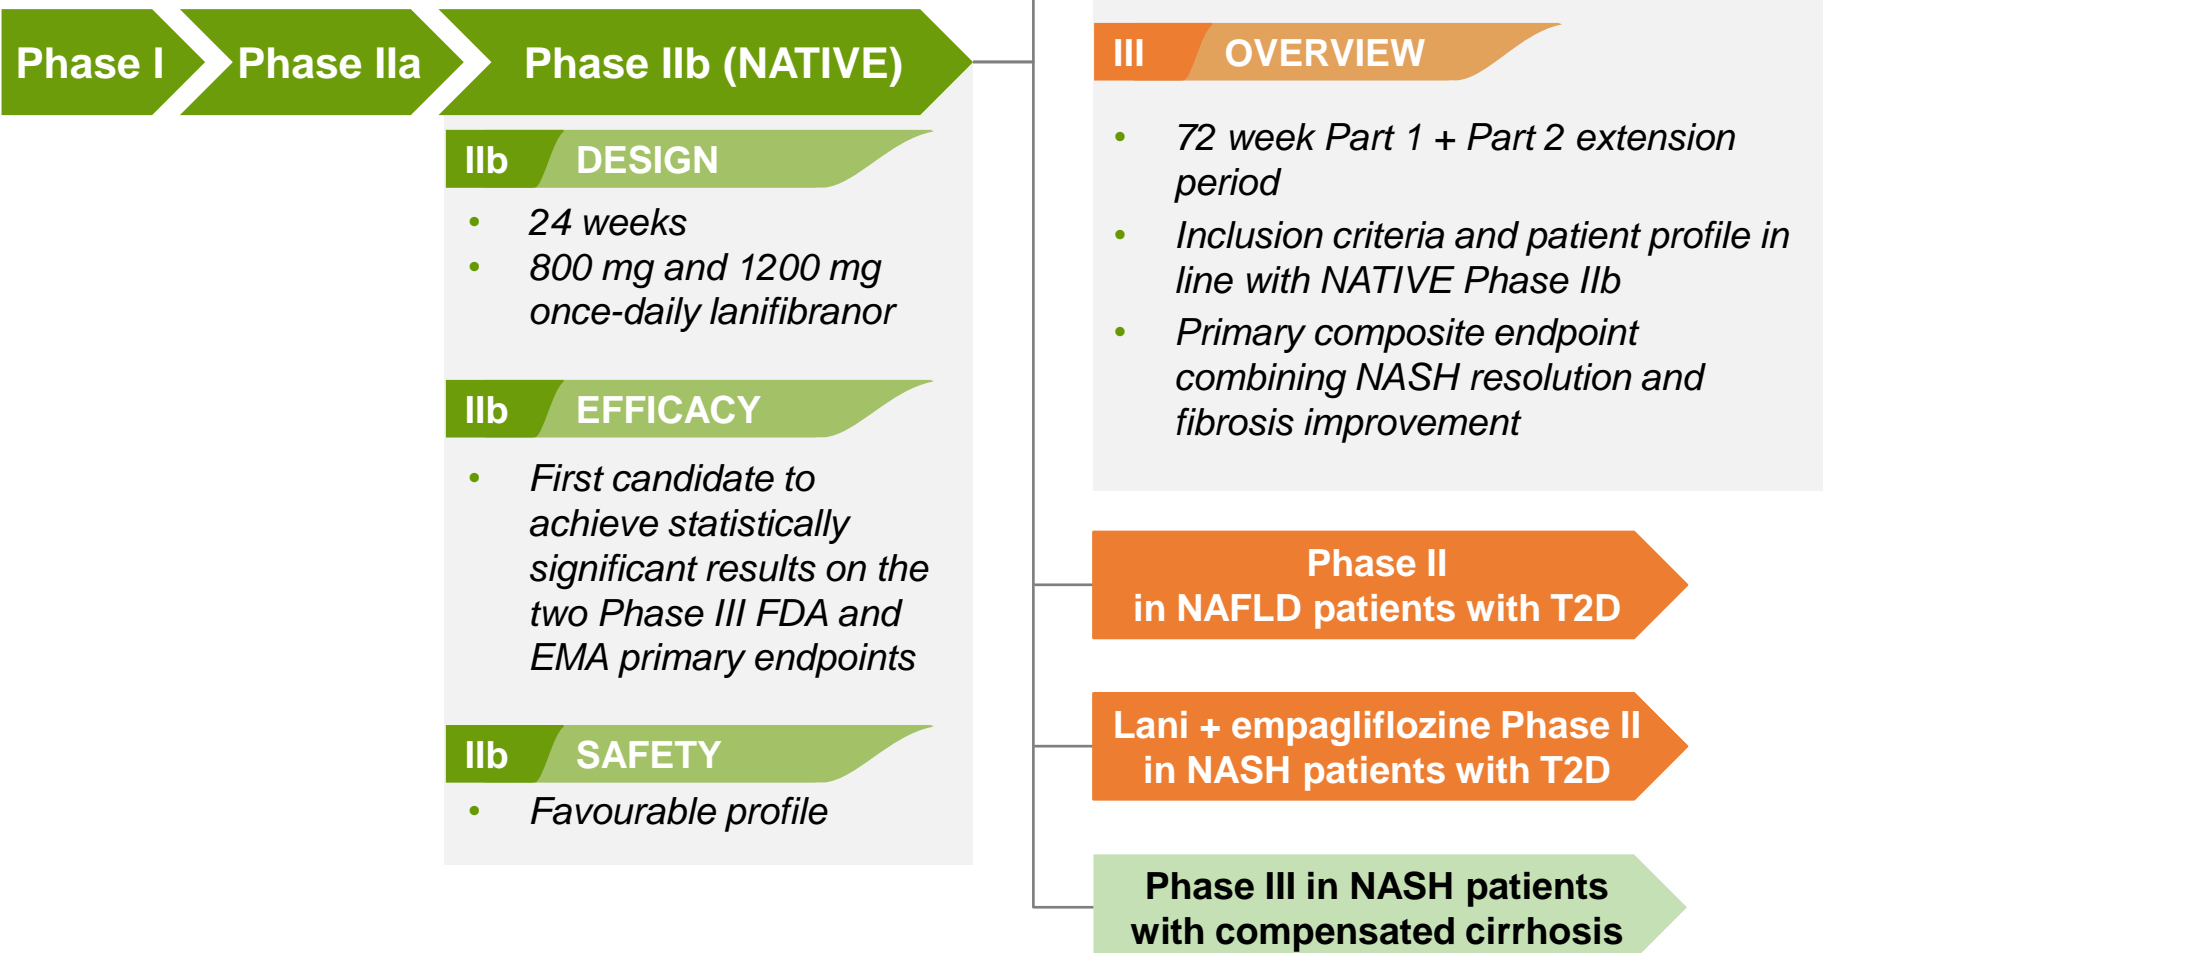 Phase I
Phase IIa
Phase IIb (NATIVE)
IIb DESIGN
• 24 weeks
• 800 mg and 1200 mg
once-daily lanifibranor
IIb EFFICACY
• First candidate to
achieve statistically
significant results on the
two Phase III FDA and
EMA primary endpoints
IIb SAFETY
• Favourable profile
III OVERVIEW
• 72 week Part 1 + Part 2 extension
period
• Inclusion criteria and patient profile in
line with NATIVE Phase IIb
• Primary composite endpoint
combining NASH resolution and
fibrosis improvement
Phase II
in NAFLD patients with T2D
Lani + empagliflozine Phase II
in NASH patients with T2D
Phase III in NASH patients
with compensated cirrhosis